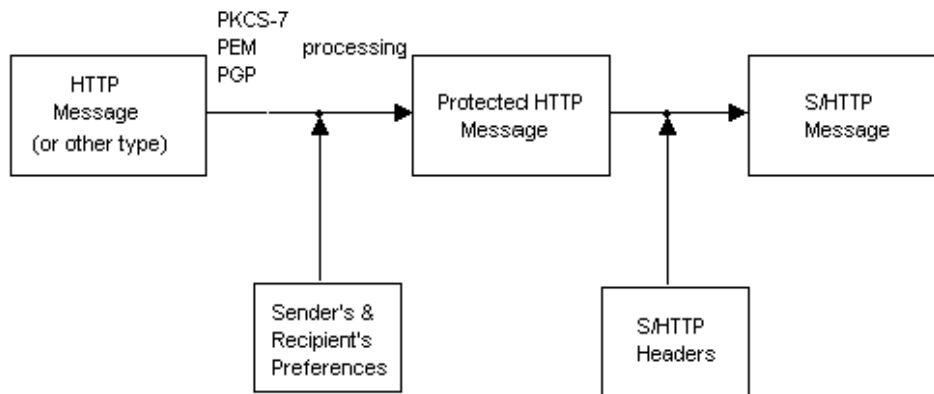 PKCS-7
PEM processing
PGP
HTTP
Message
(or other type)
Protected HTTP
Message
S/HTTP
Message
Sender's &
Recipient's
Preferences
S/HTTP
Headers